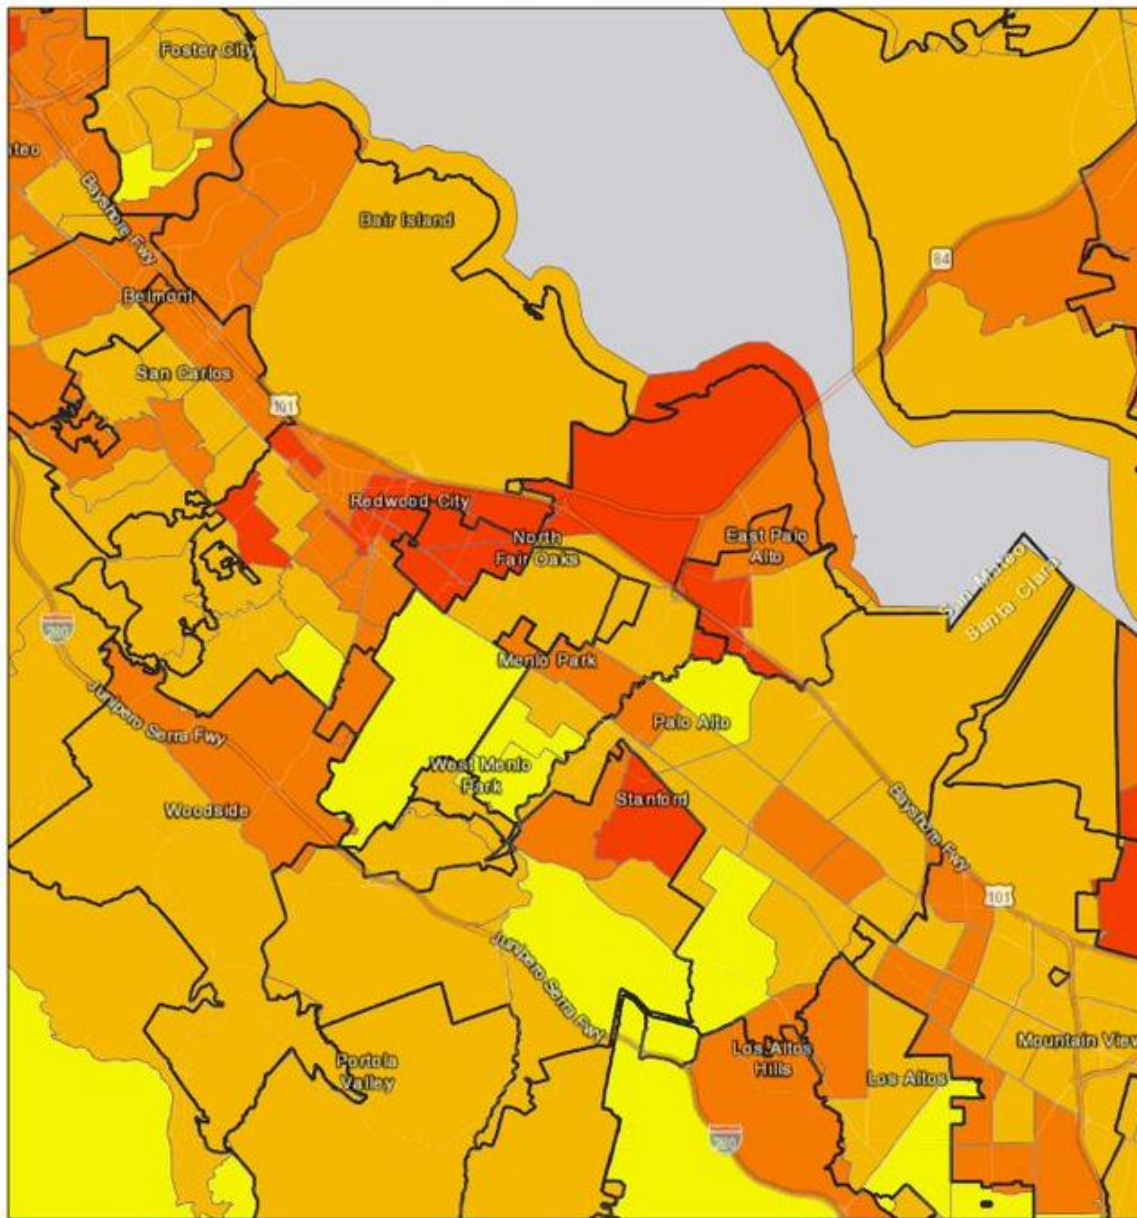 Foster City
ateo
Bayshore Fwy
Bair Island
84
Belmont
San Carlos
101
Redwood City
North
Fair Oaks
East Palo
Alto
San Mateo
Santa Clara
280
Menlo Park
Junipero Serra Fwy
Palo Alto
West Menlo
Park
Woodside
Stanford
Bayshore Fwy
101
Junipero Serra Fwy
Portola
Valley
Los Altos
Hills
Mountain View
Los Altos
280